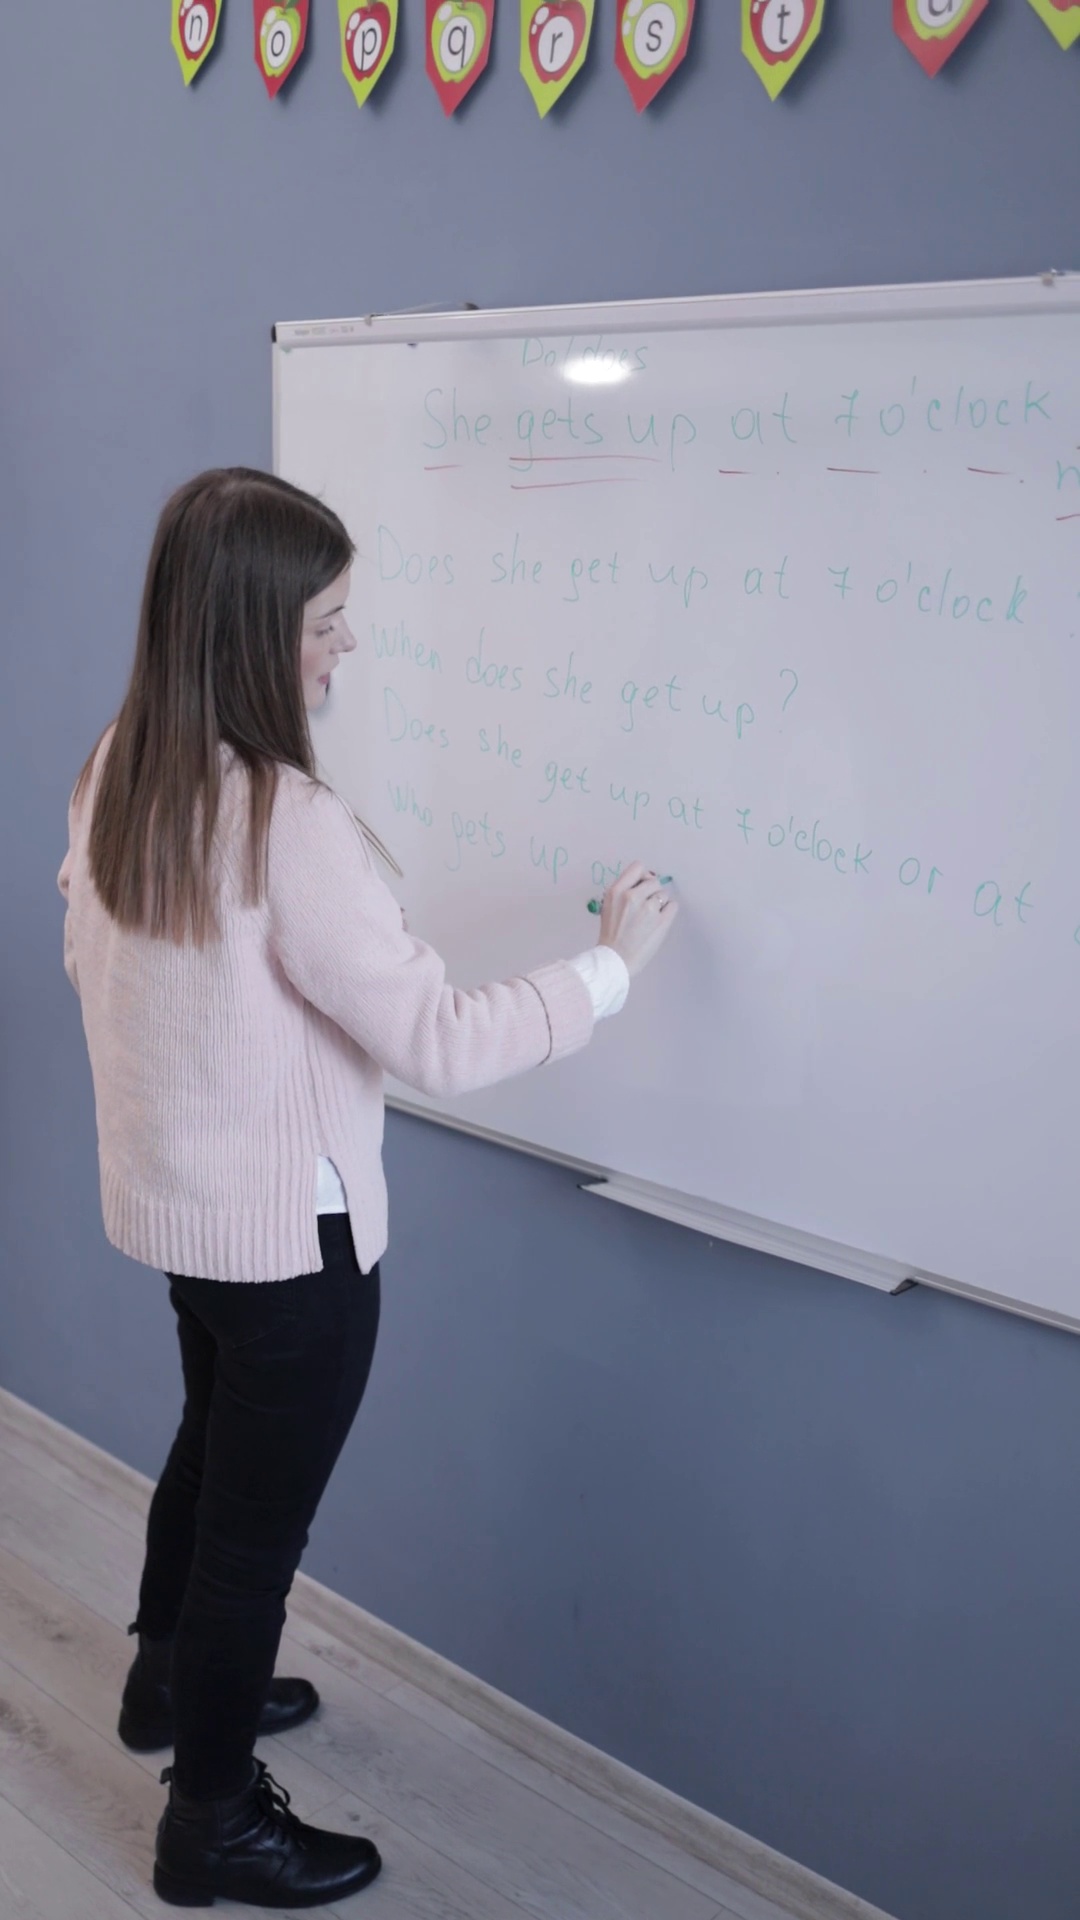 n o p q r s t u
Do/does
She gets up at 7 o'clock
Does she get up at 7 o'clock
When does she get up?
Does she get up at 7 o'clock or at
Who gets up at